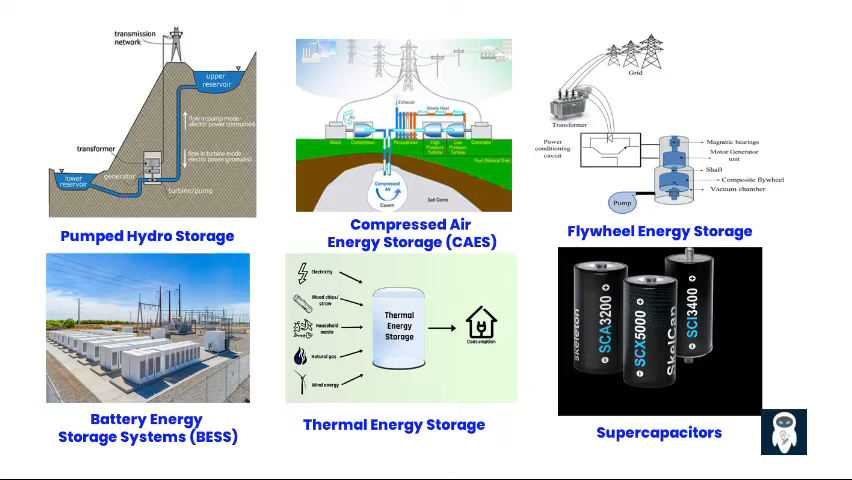 transmission
network
upper
reservoir
flow in pump mode -
electric power consumed
transformer
flow in turbine mode -
electric power generated
generator
lower
reservoir
turbine/pump
Pumped Hydro Storage
Exhaust
Waste Heat
Air
Motor
Compressor
Recuperator
High
Pressure
Turbine
Low
Pressure
Turbine
Generator
Fuel (Natural Gas)
Compressed
Air
Cavern
Salt Dome
Compressed Air
Energy Storage (CAES)
Grid
Transformer
Power
conditioning
circuit
Magnetic bearings
Motor Generator
unit
Shaft
Composite flywheel
Vacuum chamber
Pump
Flywheel Energy Storage
Battery Energy
Storage Systems (BESS)
Electricity
Wood chips/
straw
Household
waste
Natural gas
Wind energy
Thermal
Energy
Storage
Consumption
Thermal Energy Storage
skeleton
SCA3200
SCX5000
SkelCap
SCI3400
Supercapacitors